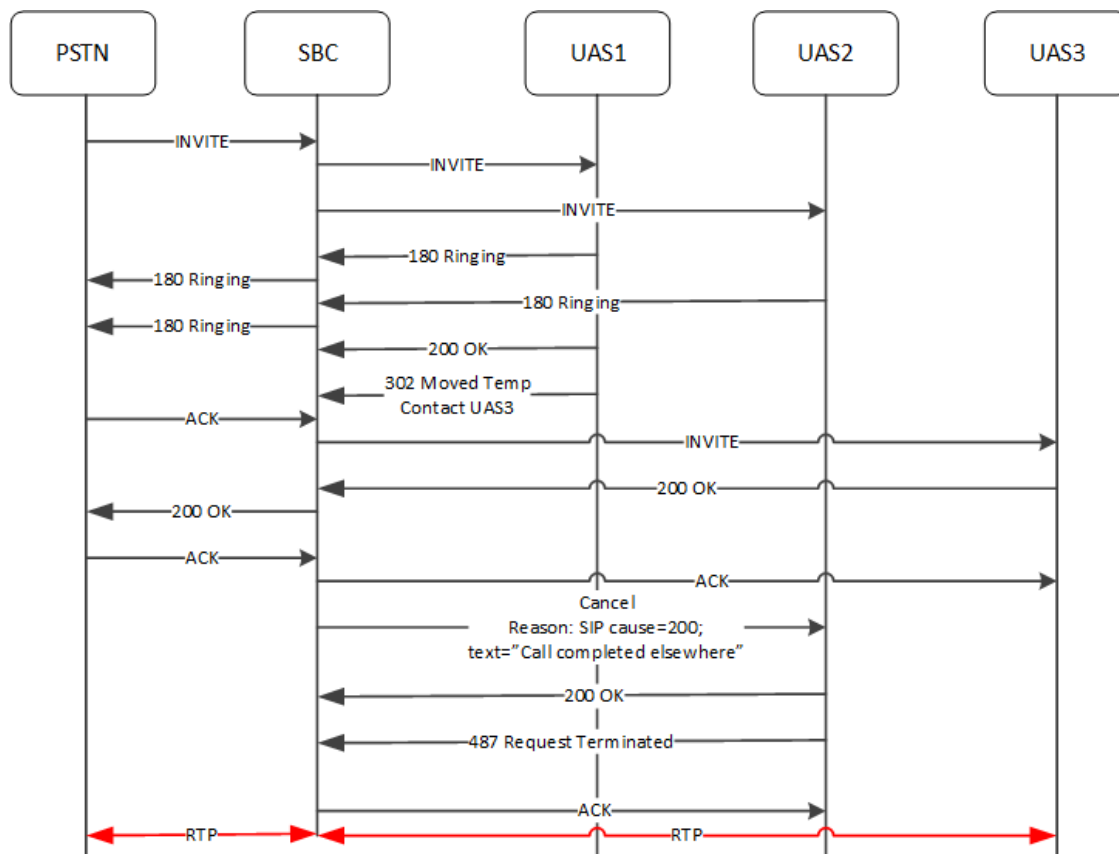 PSTN
SBC
UAS1
UAS2
UAS3
INVITE
INVITE
INVITE
180 Ringing
180 Ringing
180 Ringing
180 Ringing
200 OK
302 Moved Temp
Contact UAS3
ACK
INVITE
200 OK
200 OK
ACK
ACK
Cancel
Reason: SIP cause=200;
text=”Call completed elsewhere”
200 OK
487 Request Terminated
ACK
RTP
RTP